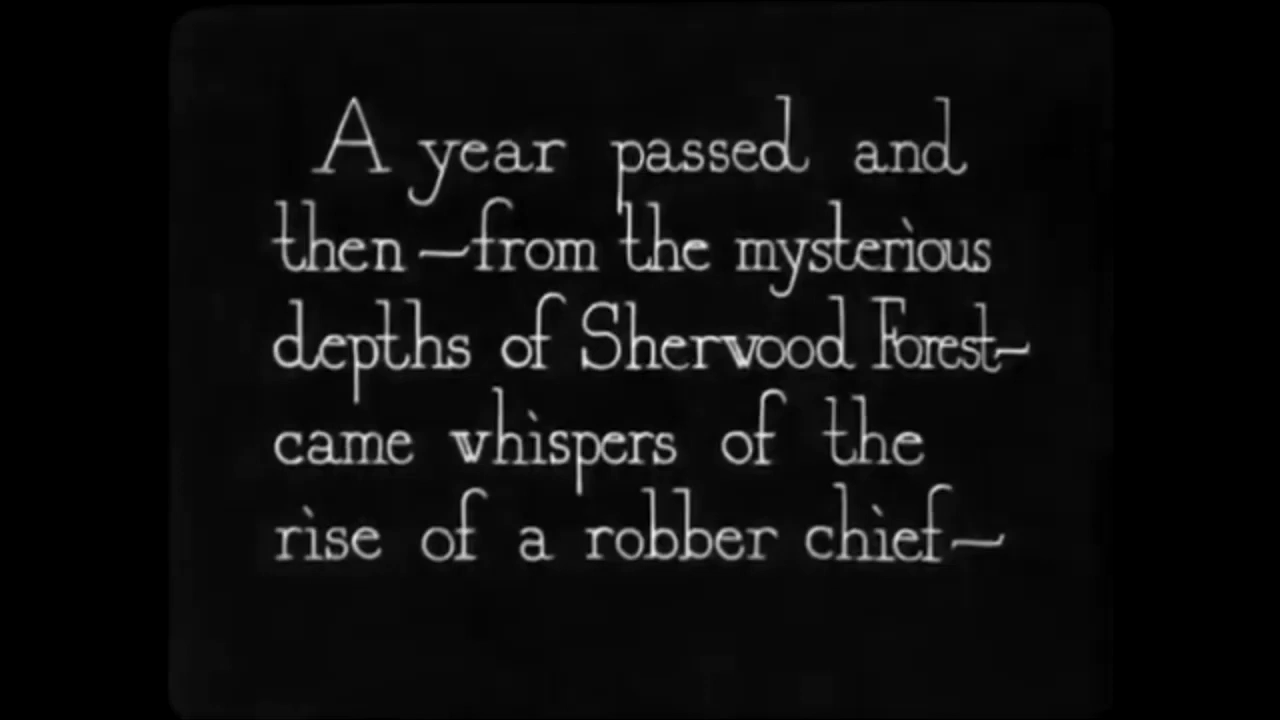 A year passed and
then—from the mysterious
depths of Sherwood Forest—
came whispers of the
rise of a robber chief—